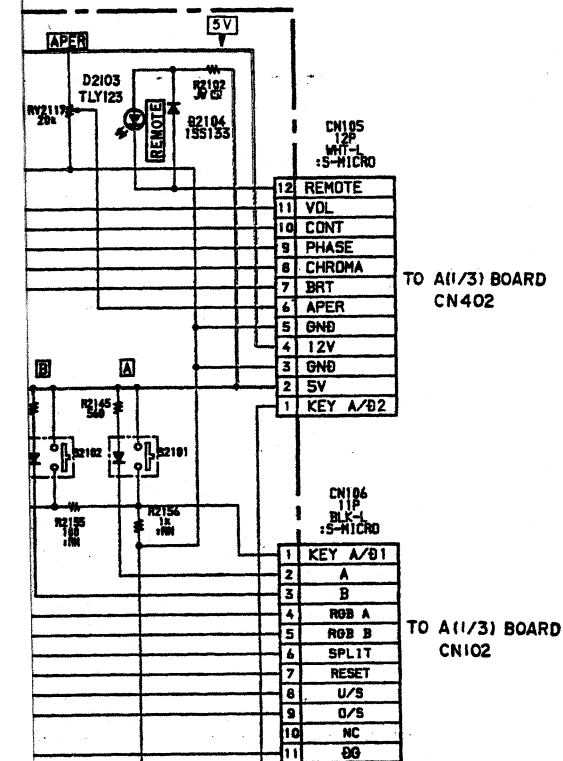 5V
APER
D2103
TLY123
RV2117
20k
REMOTE
R2102
D2104
1SS133
CN105
12P
WHT-L
:S-MICRO
12 REMOTE
11 VOL
10 CONT
9 PHASE
8 CHROMA
7 BRT
6 APER
5 GND
4 12V
3 GND
2 5V
1 KEY A/D2
TO A(1/3) BOARD
CN402
B
A
R2145
560
S2102
S2101
R2155
100
:RN
R2156
1k
:RN
CN106
11P
BLK-L
:S-MICRO
1 KEY A/D1
2 A
3 B
4 RGB A
5 RGB B
6 SPLIT
7 RESET
8 U/S
9 O/S
10 NC
11 DG
TO A(1/3) BOARD
CN102